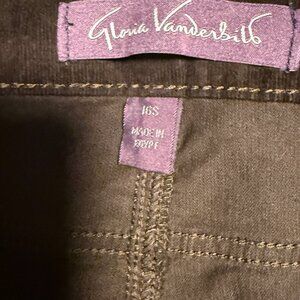 Gloria Vanderbilt
16S
MADE IN
EGYPT